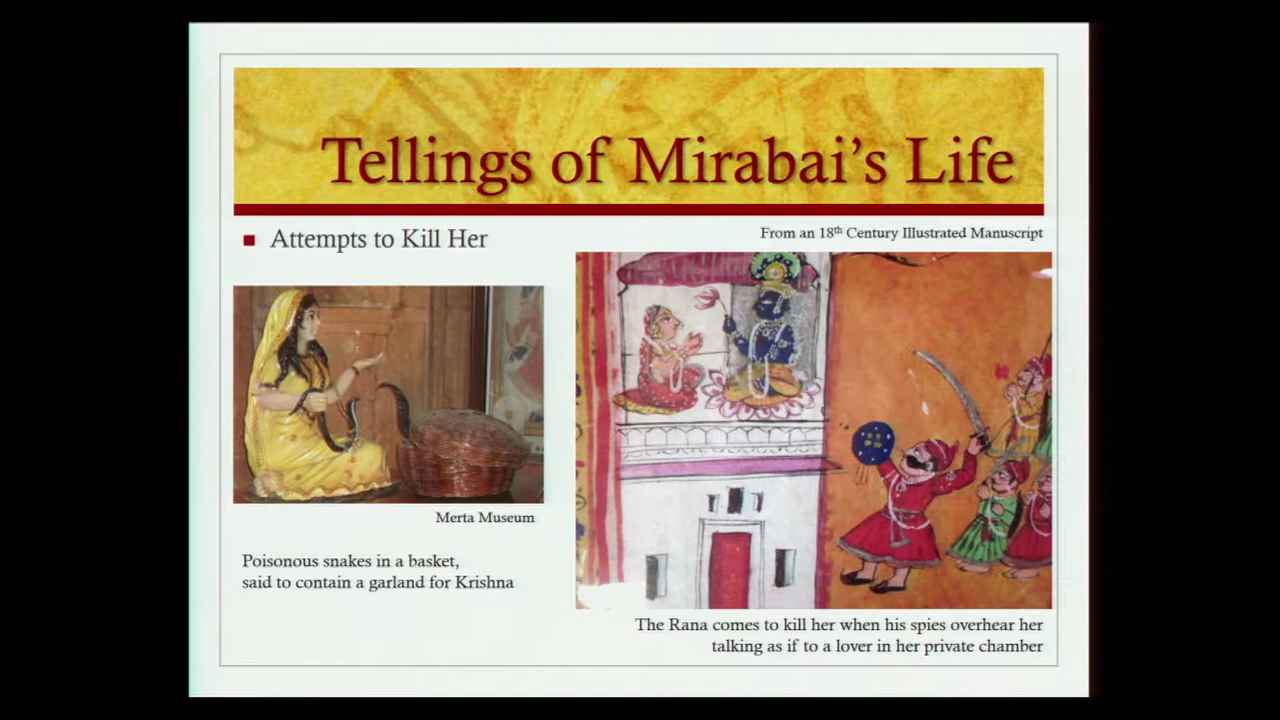 Tellings of Mirabai's Life
Attempts to Kill Her
From an 18th Century Illustrated Manuscript
Merta Museum
Poisonous snakes in a basket,
said to contain a garland for Krishna
The Rana comes to kill her when his spies overhear her
talking as if to a lover in her private chamber